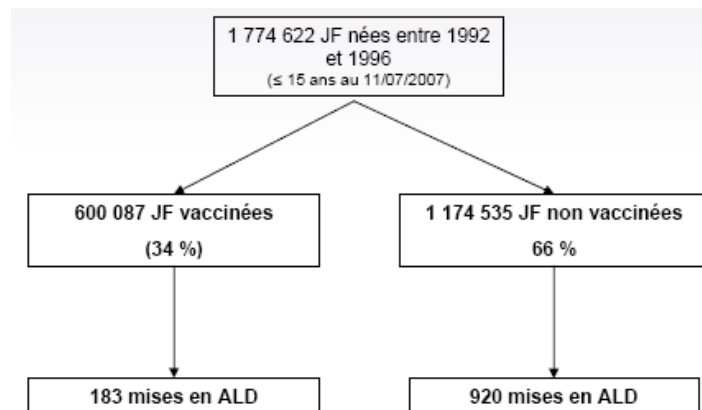 1 774 622 JF nées entre 1992
et 1996
(≤ 15 ans au 11/07/2007)
600 087 JF vaccinées
(34 %)
1 174 535 JF non vaccinées
66 %
183 mises en ALD
920 mises en ALD